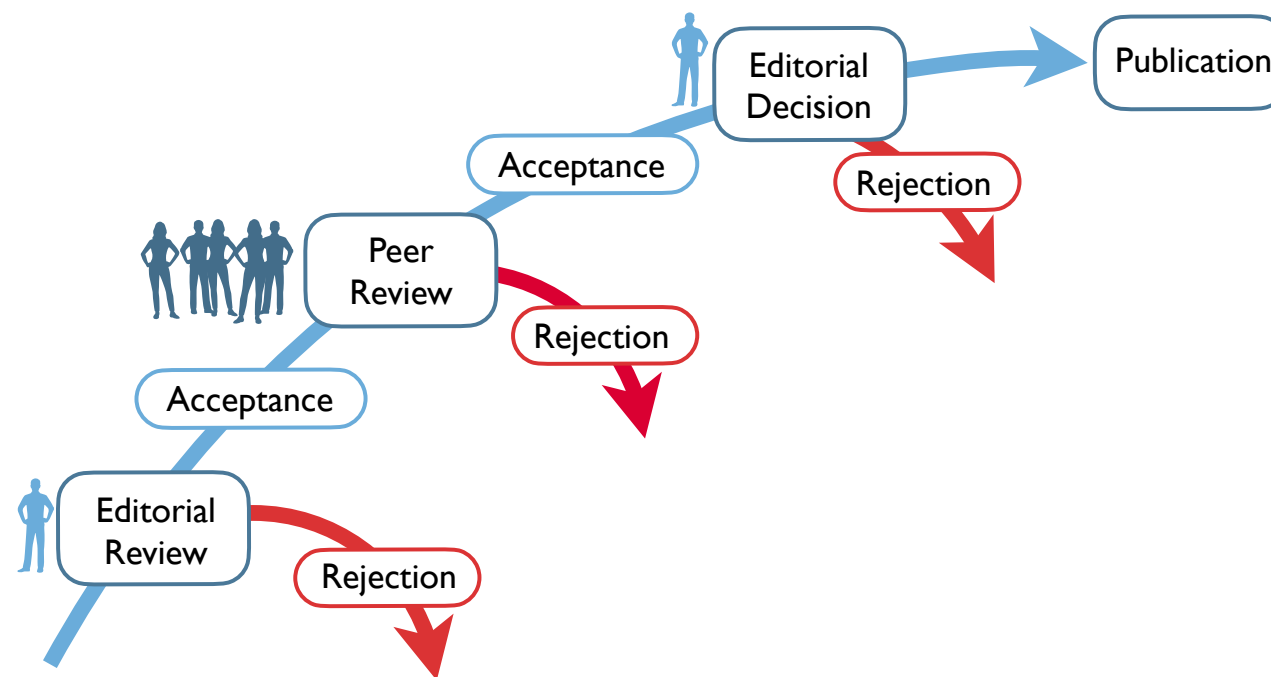 Editorial
Decision
Publication
Acceptance
Rejection
Peer
Review
Rejection
Acceptance
Editorial
Review
Rejection